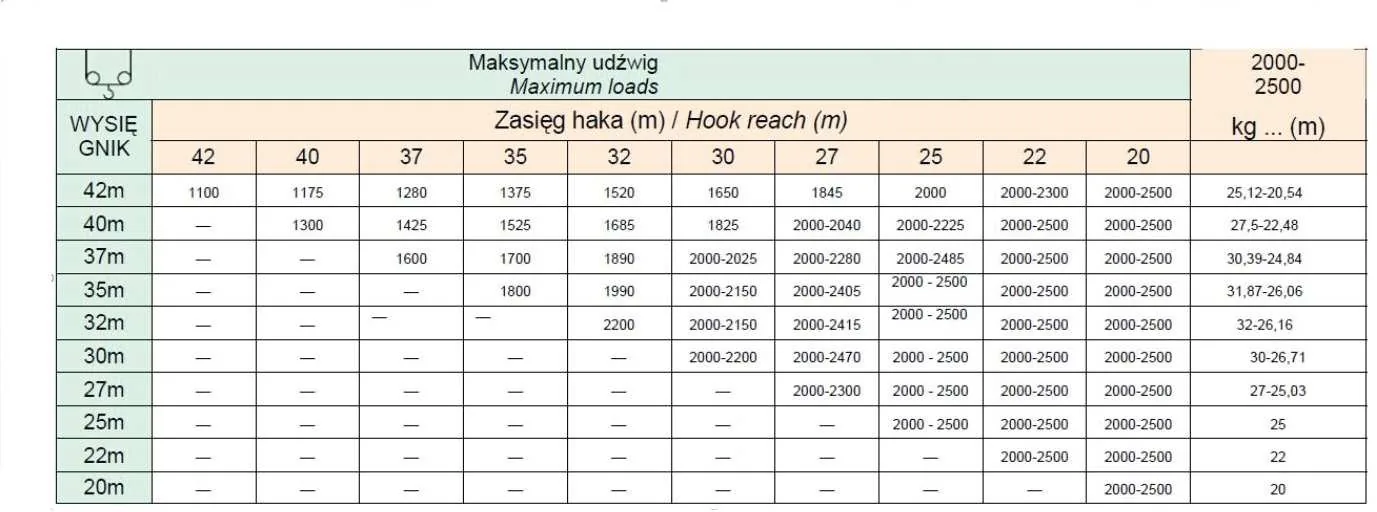 Maksymalny udźwig
Maximum loads
2000-
2500
kg ... (m)
WYSIĘ
GNIK
Zasięg haka (m) / Hook reach (m)
42 40 37 35 32 30 27 25 22 20
42m 1100 1175 1280 1375 1520 1650 1845 2000 2000-2300 2000-2500 25,12-20,54
40m — 1300 1425 1525 1685 1825 2000-2040 2000-2225 2000-2500 2000-2500 27,5-22,48
37m — — 1600 1700 1890 2000-2025 2000-2280 2000-2485 2000-2500 2000-2500 30,39-24,84
35m — — — 1800 1990 2000-2150 2000-2405 2000 - 2500 2000-2500 2000-2500 31,87-26,06
32m — — — — 2200 2000-2150 2000-2415 2000 - 2500 2000-2500 2000-2500 32-26,16
30m — — — — — 2000-2200 2000-2470 2000 - 2500 2000-2500 2000-2500 30-26,71
27m — — — — — — 2000-2300 2000 - 2500 2000-2500 2000-2500 27-25,03
25m — — — — — — — 2000 - 2500 2000-2500 2000-2500 25
22m — — — — — — — — 2000-2500 2000-2500 22
20m — — — — — — — — — 2000-2500 20